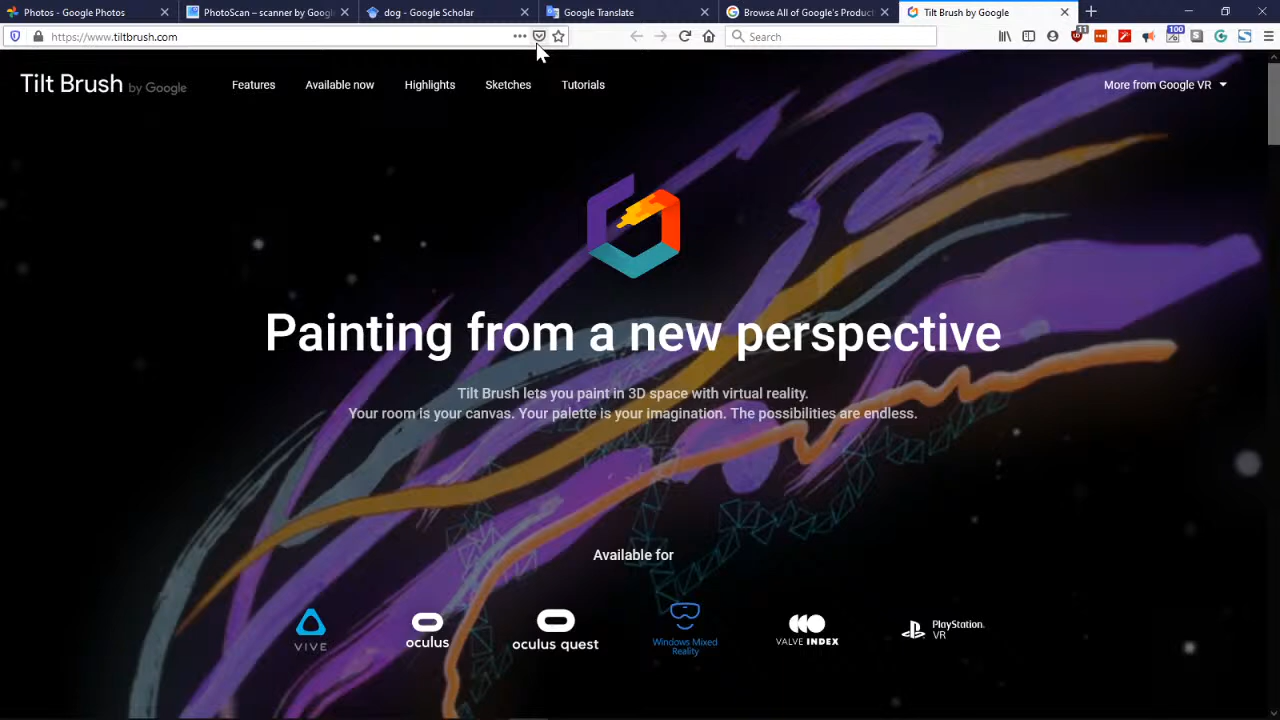 Photos - Google Photos
PhotoScan – scanner by Googl
dog - Google Scholar
Google Translate
Browse All of Google's Product
Tilt Brush by Google
https://www.tiltbrush.com
Search
11
100
Tilt Brush by Google
Features
Available now
Highlights
Sketches
Tutorials
More from Google VR
Painting from a new perspective
Tilt Brush lets you paint in 3D space with virtual reality.
Your room is your canvas. Your palette is your imagination. The possibilities are endless.
Available for
VIVE
oculus
oculus quest
Windows Mixed
Reality
VALVE INDEX
PlayStation.
VR